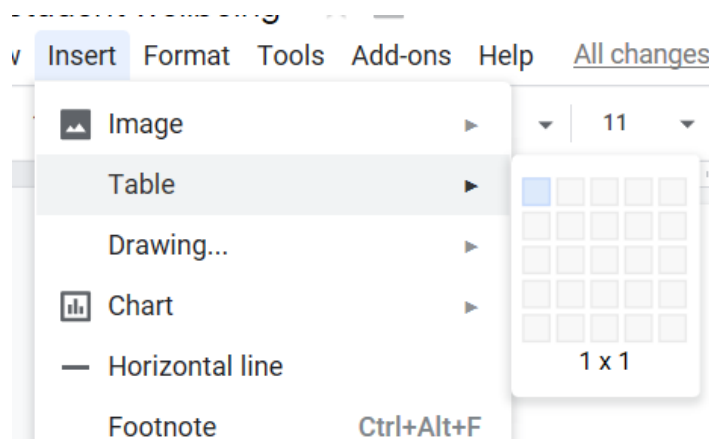 Insert Format Tools Add-ons Help All changes
Image 11
Table
Drawing...
Chart
Horizontal line 1 x 1
Footnote Ctrl+Alt+F